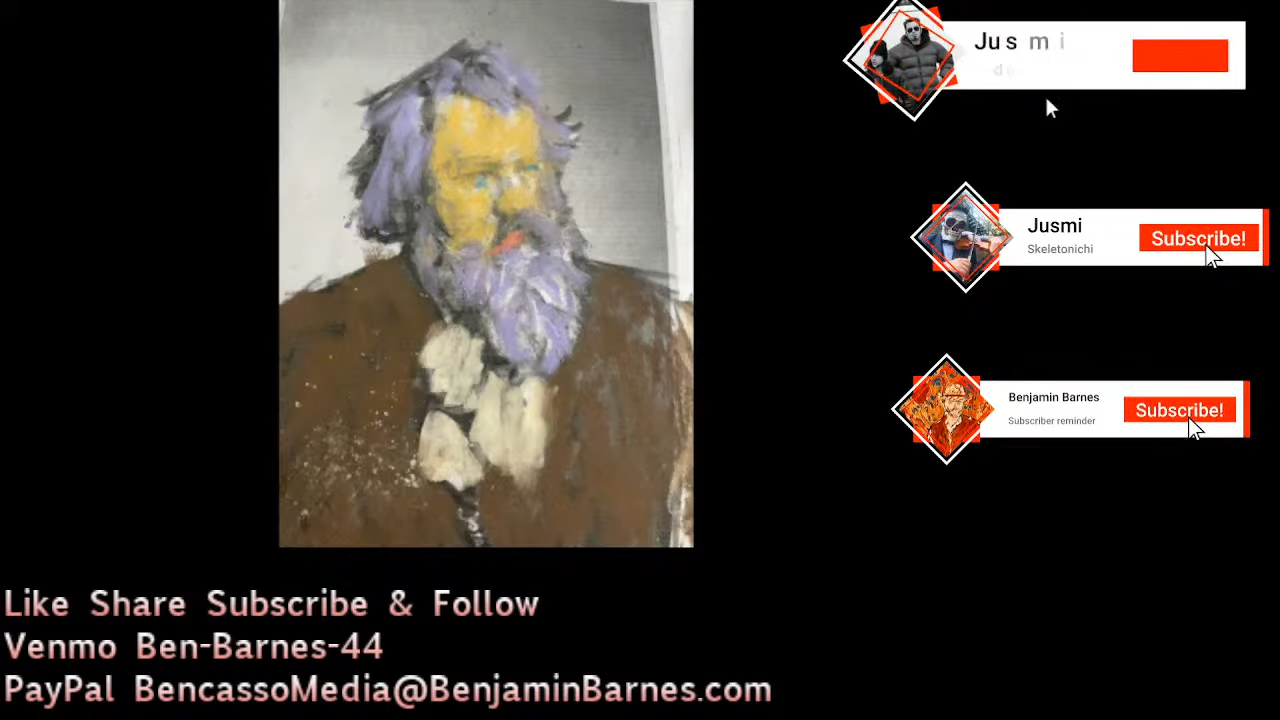 Jusmi
Jusmi
Skeletonichi
Subscribe!
Benjamin Barnes
Subscriber reminder
Subscribe!
Like Share Subscribe & Follow
Venmo Ben-Barnes-44
PayPal BencassoMedia@BenjaminBarnes.com